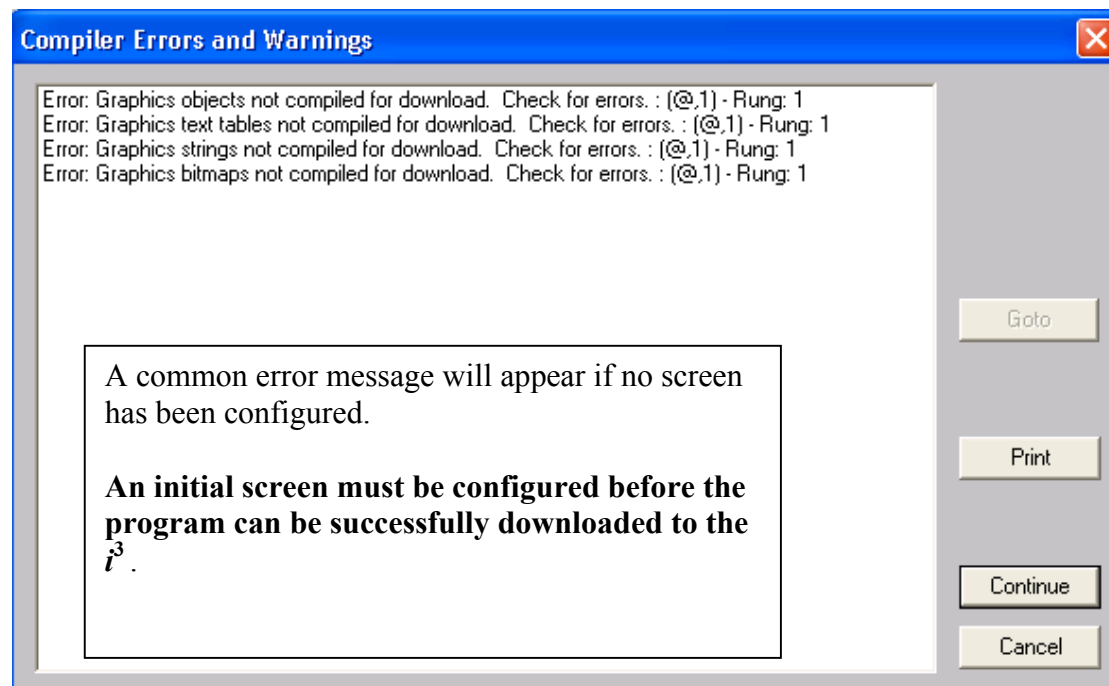 Compiler Errors and Warnings
Error: Graphics objects not compiled for download.  Check for errors. : (@,1) - Rung: 1
Error: Graphics text tables not compiled for download.  Check for errors. : (@,1) - Rung: 1
Error: Graphics strings not compiled for download.  Check for errors. : (@,1) - Rung: 1
Error: Graphics bitmaps not compiled for download.  Check for errors. : (@,1) - Rung: 1
Goto
A common error message will appear if no screen
has been configured.
An initial screen must be configured before the
program can be successfully downloaded to the
i³ .
Print
Continue
Cancel